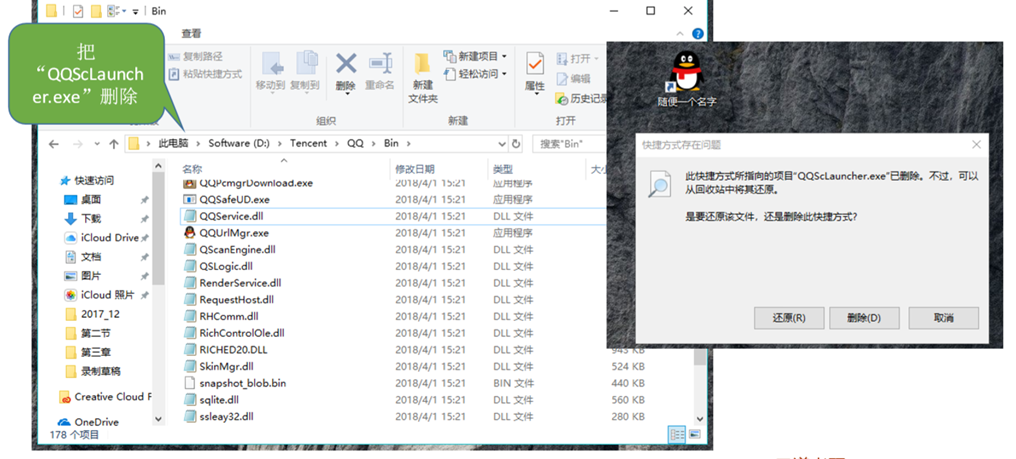 Bin
把
“QQScLaunch
er.exe”删除
查看
复制路径
粘贴快捷方式
移动到
复制到
删除
重命名
新建
文件夹
新建项目
轻松访问
属性
打开
编辑
历史记录
组织
新建
打开
此电脑 > Software (D:) > Tencent > QQ > Bin >
搜索"Bin"
名称 修改日期 类型 大小
快速访问
桌面
下载
iCloud Drive
文档
图片
iCloud 照片
2017_12
第二节
第三章
录制草稿
Creative Cloud F
OneDrive
QQPcmgrDownload.exe 2018/4/1 15:21 应用程序
QQSafeUD.exe 2018/4/1 15:21 应用程序
QQService.dll 2018/4/1 15:21 DLL 文件
QQUrlMgr.exe 2018/4/1 15:21 应用程序
QScanEngine.dll 2018/4/1 15:21 DLL 文件
QSLogic.dll 2018/4/1 15:21 DLL 文件
RenderService.dll 2018/4/1 15:21 DLL 文件
RequestHost.dll 2018/4/1 15:21 DLL 文件
RHComm.dll 2018/4/1 15:21 DLL 文件
RichControlOle.dll 2018/4/1 15:21 DLL 文件
RICHED20.DLL 2018/4/1 15:21 DLL 文件 943 KB
SkinMgr.dll 2018/4/1 15:21 DLL 文件 524 KB
snapshot_blob.bin 2018/4/1 15:21 BIN 文件 440 KB
sqlite.dll 2018/4/1 15:21 DLL 文件 560 KB
ssleay32.dll 2018/4/1 15:21 DLL 文件 280 KB
178 个项目
随便一个名字
快捷方式存在问题
此快捷方式所指向的项目“QQScLauncher.exe”已删除。不过，可以
从回收站中将其还原。
是要还原该文件，还是删除此快捷方式?
还原(R)
删除(D)
取消